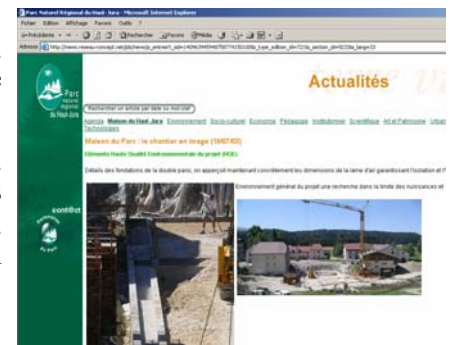 Parc Naturel Régional du Haut-Jura - Microsoft Internet Explorer
Fichier Edition Affichage Favoris Outils ?
Précédente Rechercher Favoris Média
Adresse
Parc
naturel
régional
du Haut-Jura
Actualités
Rechercher un article par date ou mot-clef
Agenda Maison du Haut Jura Environnement Socio-culturel Economie Pédagogie Institutionnel Scientifique Art et Patrimoine
Technologies
Maison du Parc : le chantier en image
Eléments Haute Qualité Environnementale du projet (HQE).
Détails des fondations de la double paroi, on aperçoit maintenant concrètement les dimensions de la lame d'air garantissant l'isolation et
Environnement général du projet une recherche dans la limite des nuisances et
cont@ct